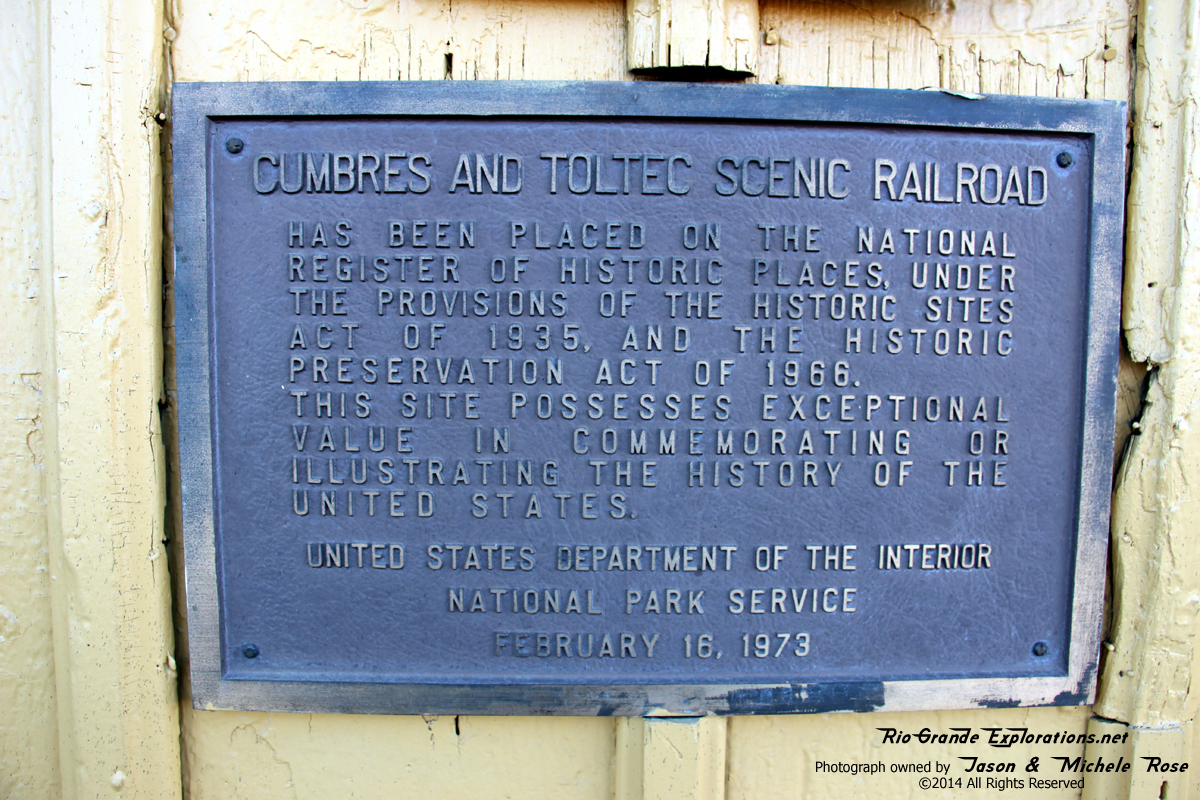 CUMBRES AND TOLTEC SCENIC RAILROAD
HAS BEEN PLACED ON THE NATIONAL
REGISTER OF HISTORIC PLACES, UNDER
THE PROVISIONS OF THE HISTORIC SITES
ACT OF 1935, AND THE HISTORIC
PRESERVATION ACT OF 1966.
THIS SITE POSSESSES EXCEPTIONAL
VALUE IN COMMEMORATING OR
ILLUSTRATING THE HISTORY OF THE
UNITED STATES.
UNITED STATES DEPARTMENT OF THE INTERIOR
NATIONAL PARK SERVICE
FEBRUARY 16, 1973
Rio Grande Explorations.net
Photograph owned by Jason & Michele Rose
©2014 All Rights Reserved